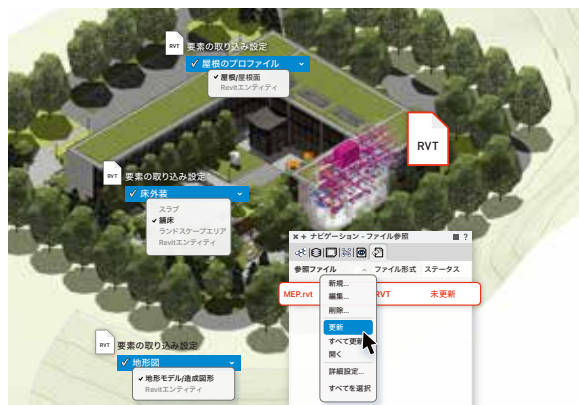 RVT 要素の取り込み設定
✓ 屋根のプロファイル
✓ 屋根/屋根面
Revitエンティティ
RVT
RVT 要素の取り込み設定
✓ 床外装
スラブ
✓ 舗床
ランドスケープエリア
Revitエンティティ
× + ナビゲーション - ファイル参照 ?
参照ファイル ファイル形式 ステータス
MEP.rvt RVT 未更新
新規...
編集...
削除...
更新
すべて更新
開く
詳細設定...
すべてを選択
RVT 要素の取り込み設定
✓ 地形図
✓ 地形モデル/造成図形
Revitエンティティ